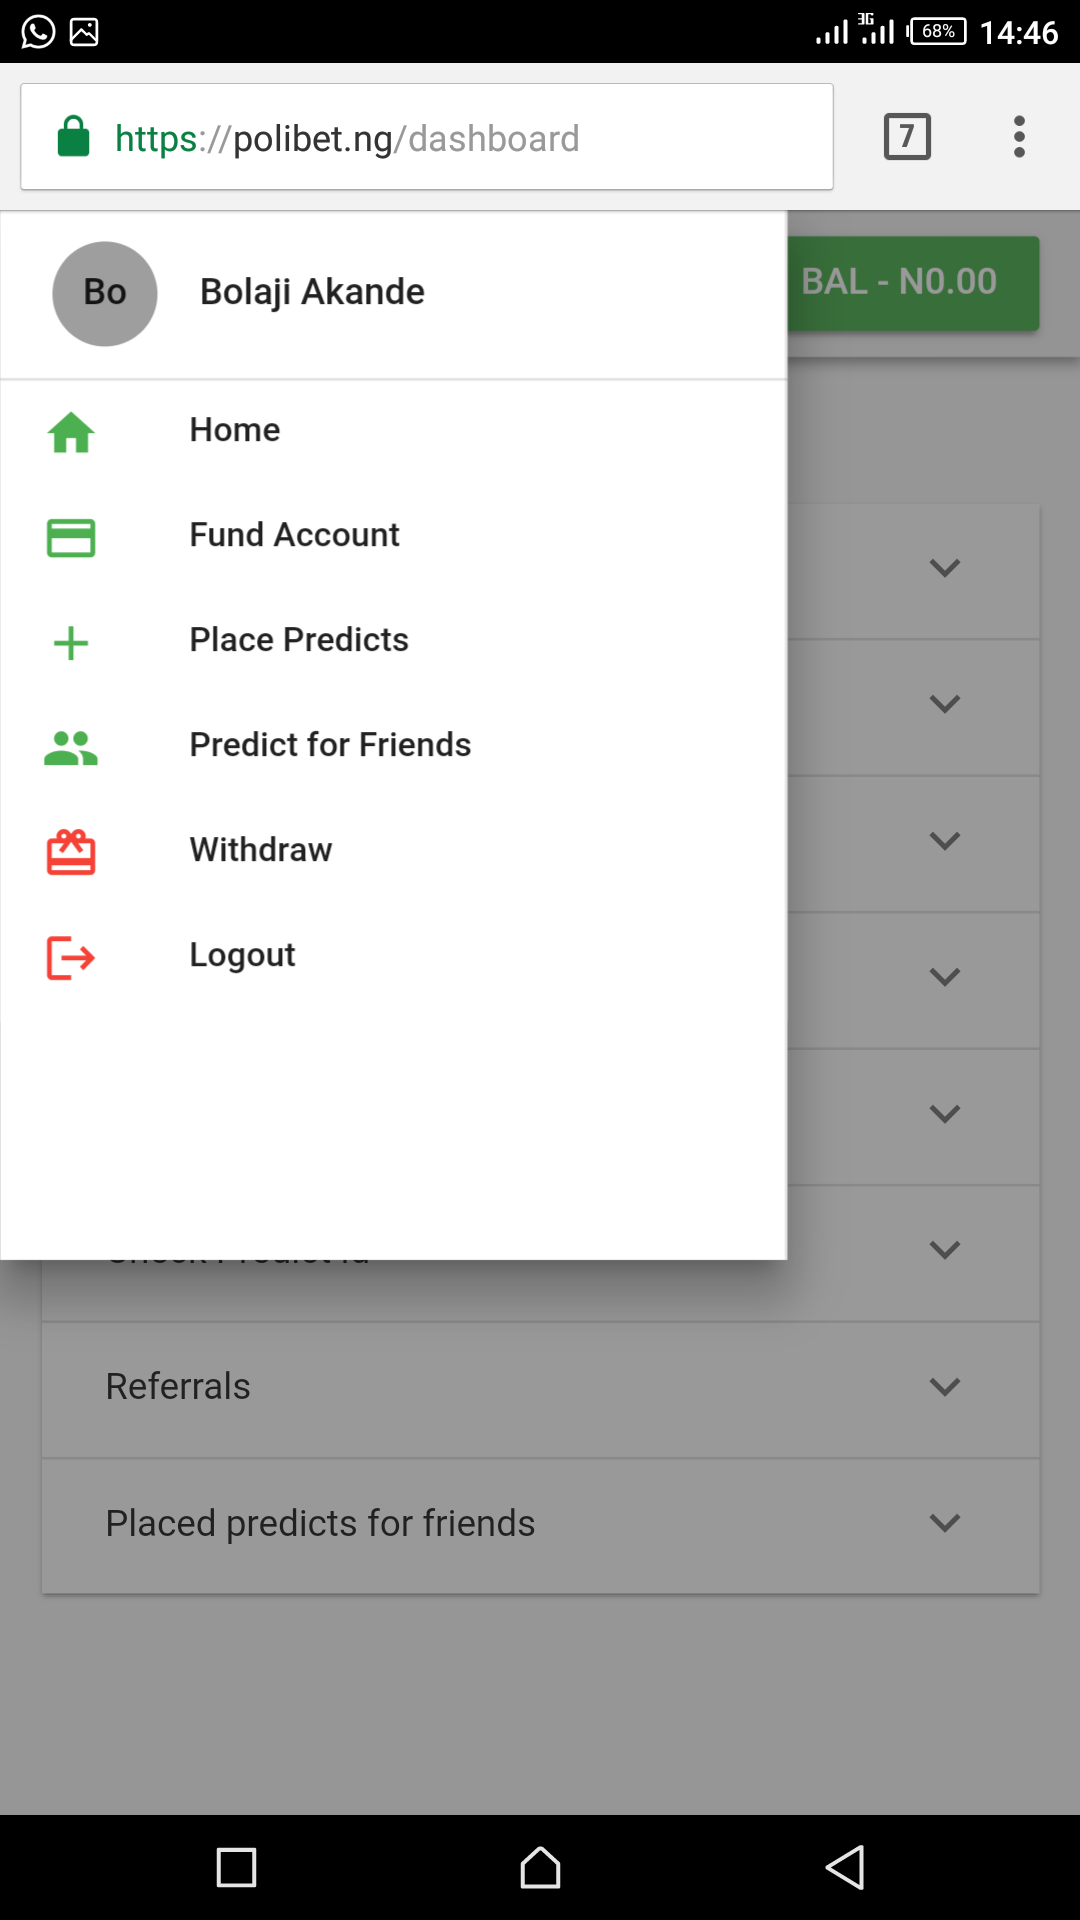 3G
68%
14:46
https://polibet.ng/dashboard
7
Bo
Bolaji Akande
BAL - N0.00
Home
Fund Account
Place Predicts
Predict for Friends
Withdraw
Logout
Referrals
Placed predicts for friends